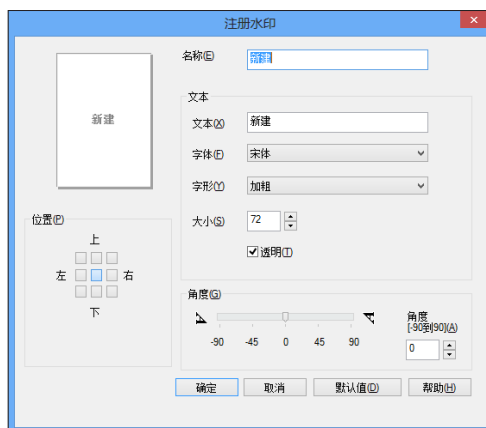 注册水印
名称(E)
新建
新建
文本
文本(X)
新建
字体(F)
宋体
字形(Y)
加粗
大小(S)
72
透明(T)
位置(P)
上
左
右
下
角度(G)
-90
-45
0
45
90
角度
[-90到90](A)
0
确定
取消
默认值(D)
帮助(H)